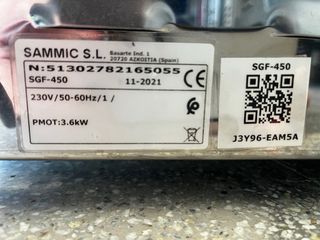 SAMMIC S.L. Basarte Ind. 1
20720 AZKOITIA (Spain)
N:51302782165055
SGF-450 11-2021
CE
230V/50-60Hz/1/
PMOT:3.6kW
SGF-450
J3Y96-EAM5A